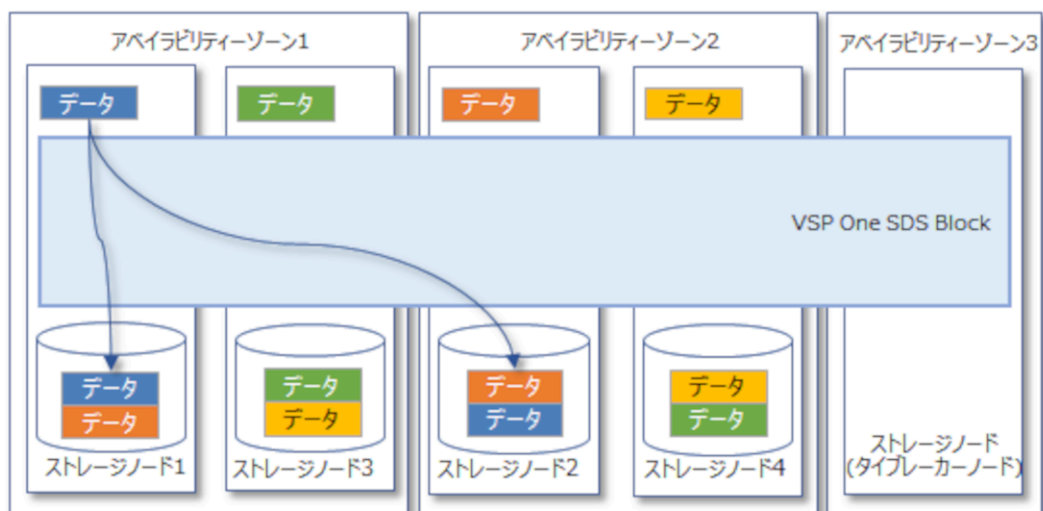 アベイラビリティーゾーン1
アベイラビリティーゾーン2
アベイラビリティーゾーン3
データ
データ
データ
データ
VSP One SDS Block
データ
データ
データ
データ
データ
データ
データ
データ
ストレージノード1
ストレージノード3
ストレージノード2
ストレージノード4
ストレージノード
(タイブレーカーノード)